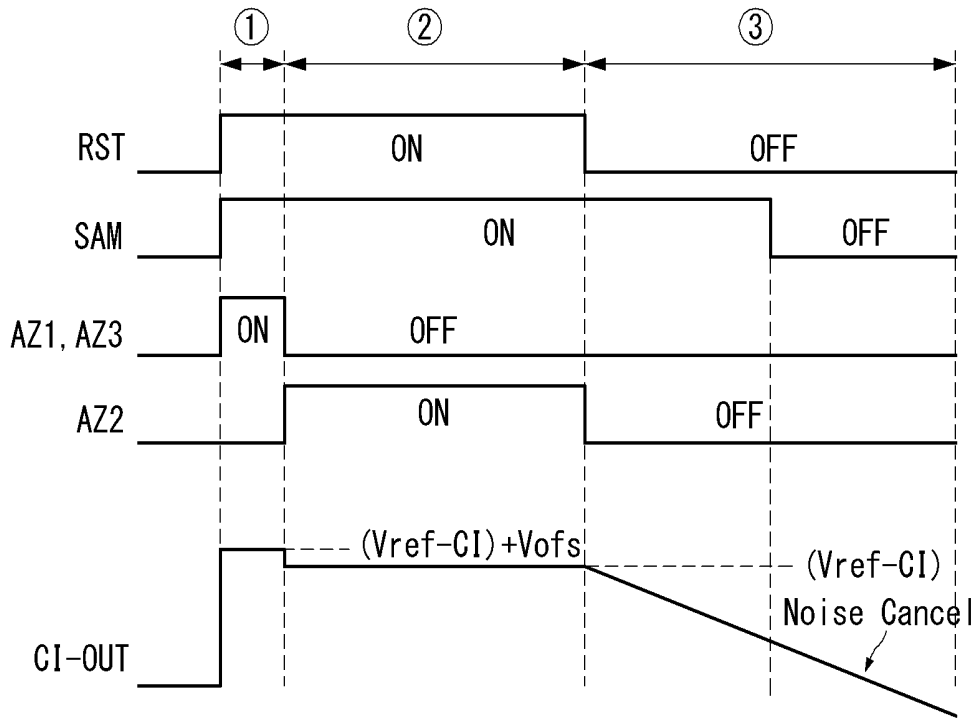 ① ② ③
RST ON OFF
SAM ON OFF
AZ1, AZ3 ON OFF
AZ2 ON OFF
(Vref-CI)+Vofs
(Vref-CI)
Noise Cancel
CI-OUT